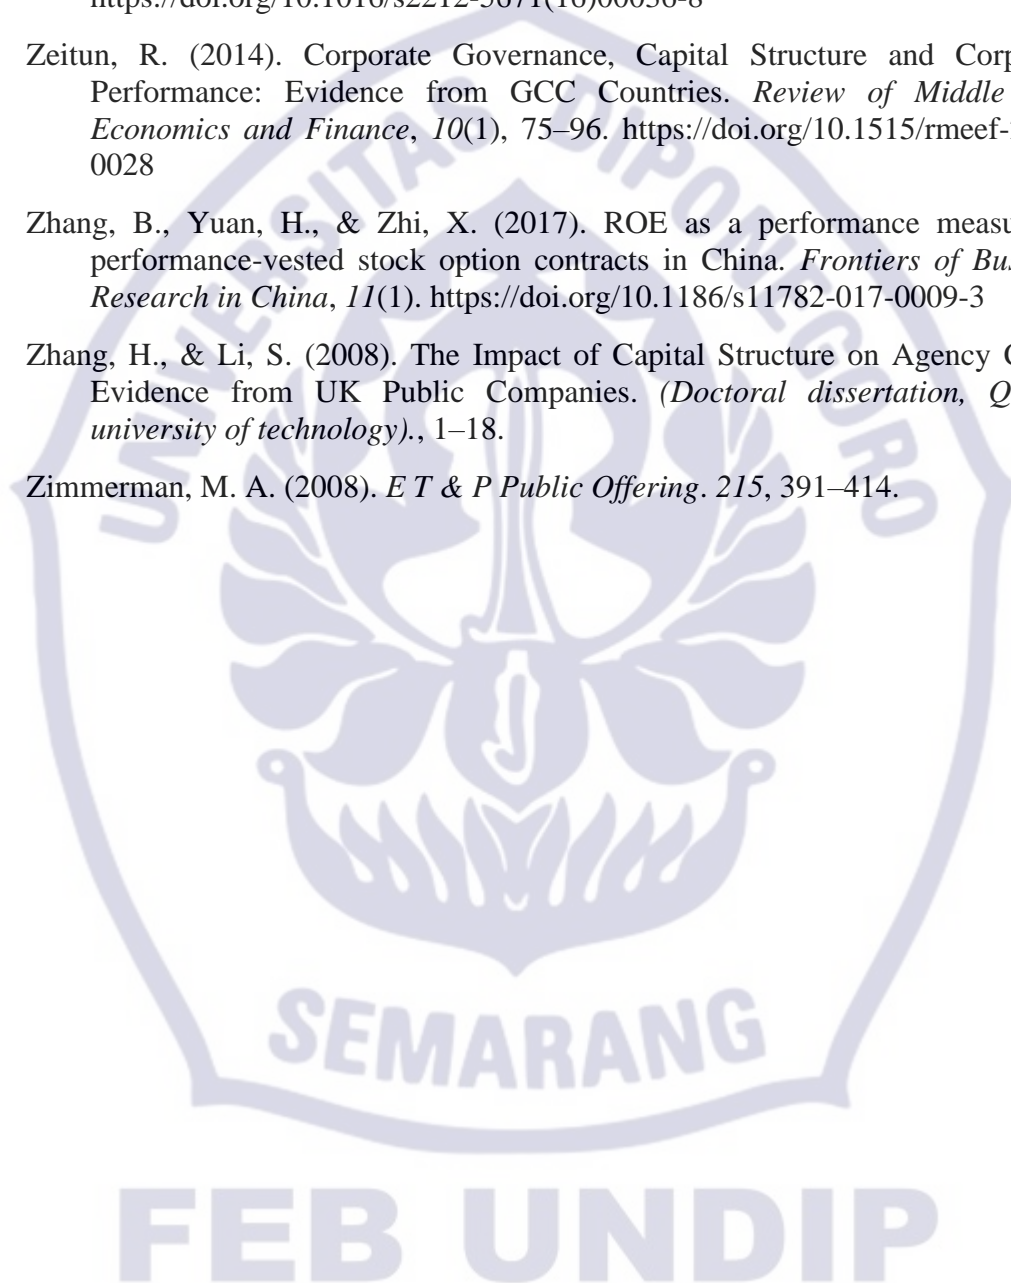 https://doi.org/10.1016/s2212-5671(16)00036-8
Zeitun, R. (2014). Corporate Governance, Capital Structure and Corp
Performance: Evidence from GCC Countries. Review of Middle
Economics and Finance, 10(1), 75–96. https://doi.org/10.1515/rmeef-
0028
Zhang, B., Yuan, H., & Zhi, X. (2017). ROE as a performance measu
performance-vested stock option contracts in China. Frontiers of Bus
Research in China, 11(1). https://doi.org/10.1186/s11782-017-0009-3
Zhang, H., & Li, S. (2008). The Impact of Capital Structure on Agency C
Evidence from UK Public Companies. (Doctoral dissertation, Q
university of technology)., 1–18.
Zimmerman, M. A. (2008). E T & P Public Offering. 215, 391–414.
UNIVERSITAS DIPONEGORO
SEMARANG
FEB UNDIP